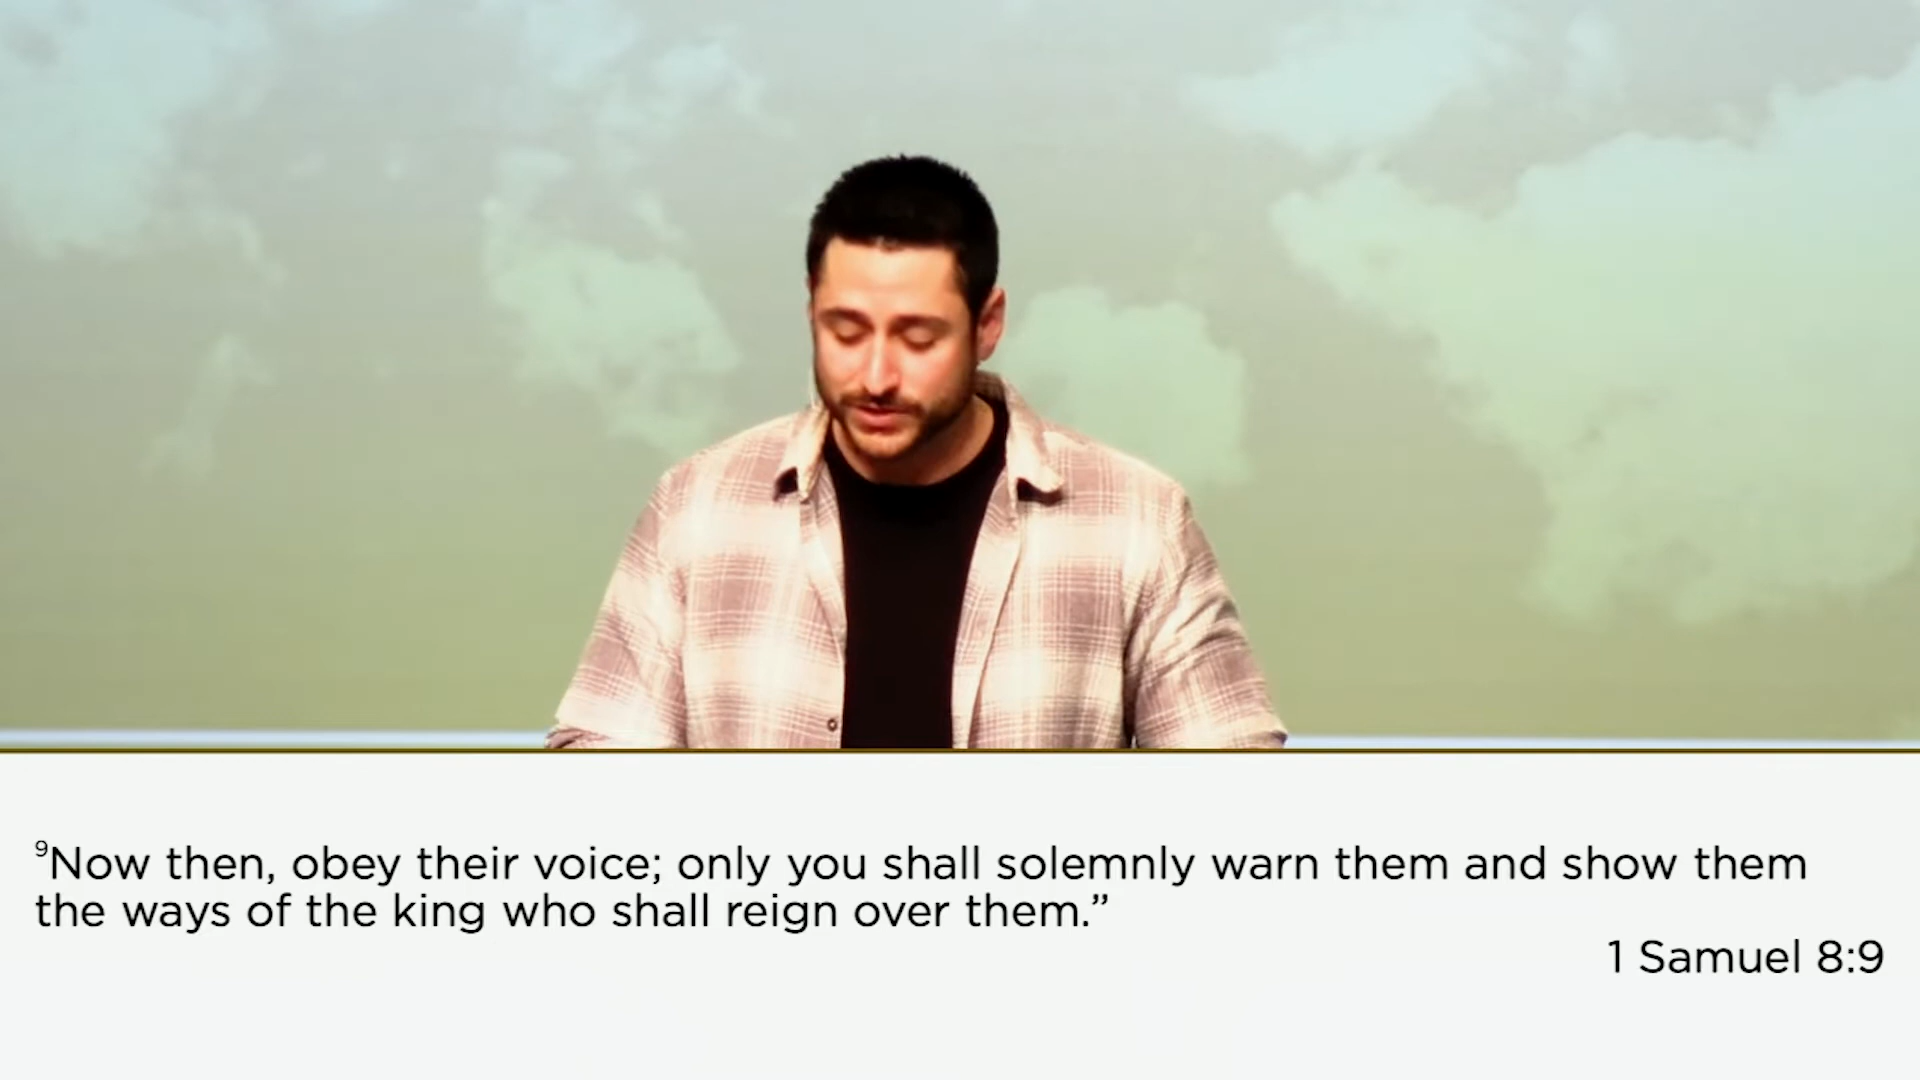 ⁹Now then, obey their voice; only you shall solemnly warn them and show them
the ways of the king who shall reign over them.”
1 Samuel 8:9